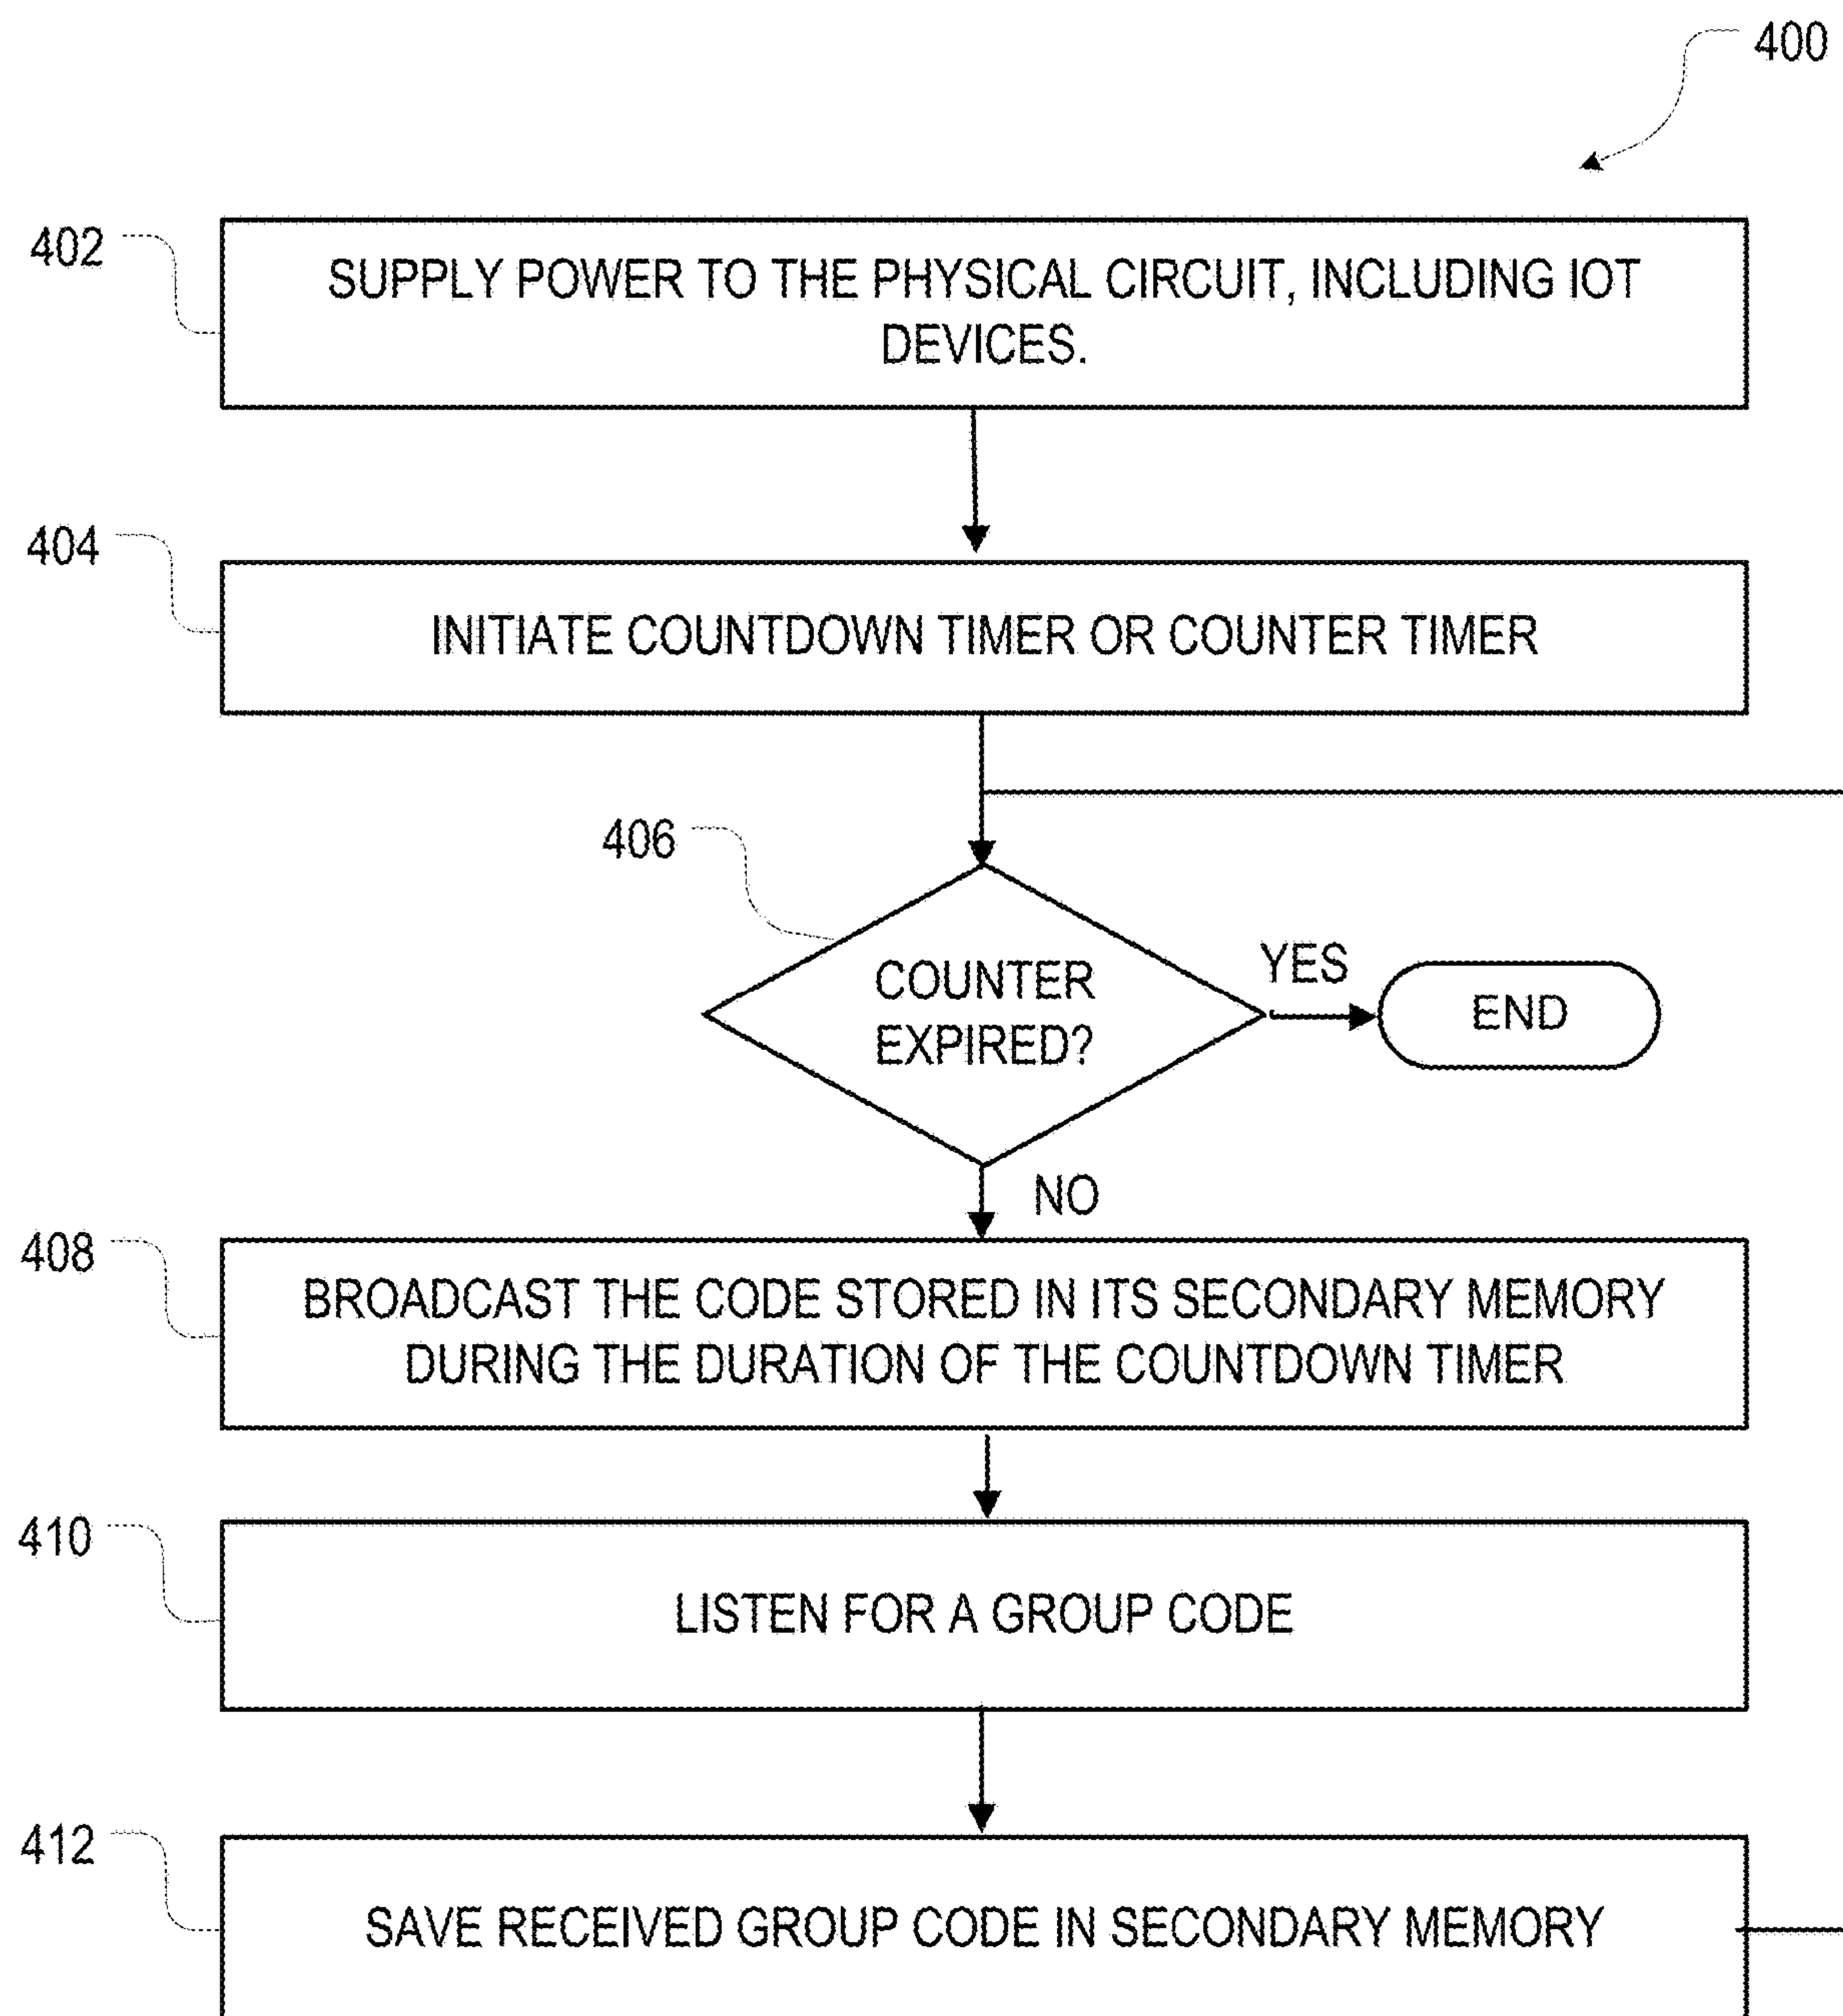 400
402
SUPPLY POWER TO THE PHYSICAL CIRCUIT, INCLUDING IOT
DEVICES.
404
INITIATE COUNTDOWN TIMER OR COUNTER TIMER
406
COUNTER
EXPIRED?
YES
END
NO
408
BROADCAST THE CODE STORED IN ITS SECONDARY MEMORY
DURING THE DURATION OF THE COUNTDOWN TIMER
410
LISTEN FOR A GROUP CODE
412
SAVE RECEIVED GROUP CODE IN SECONDARY MEMORY